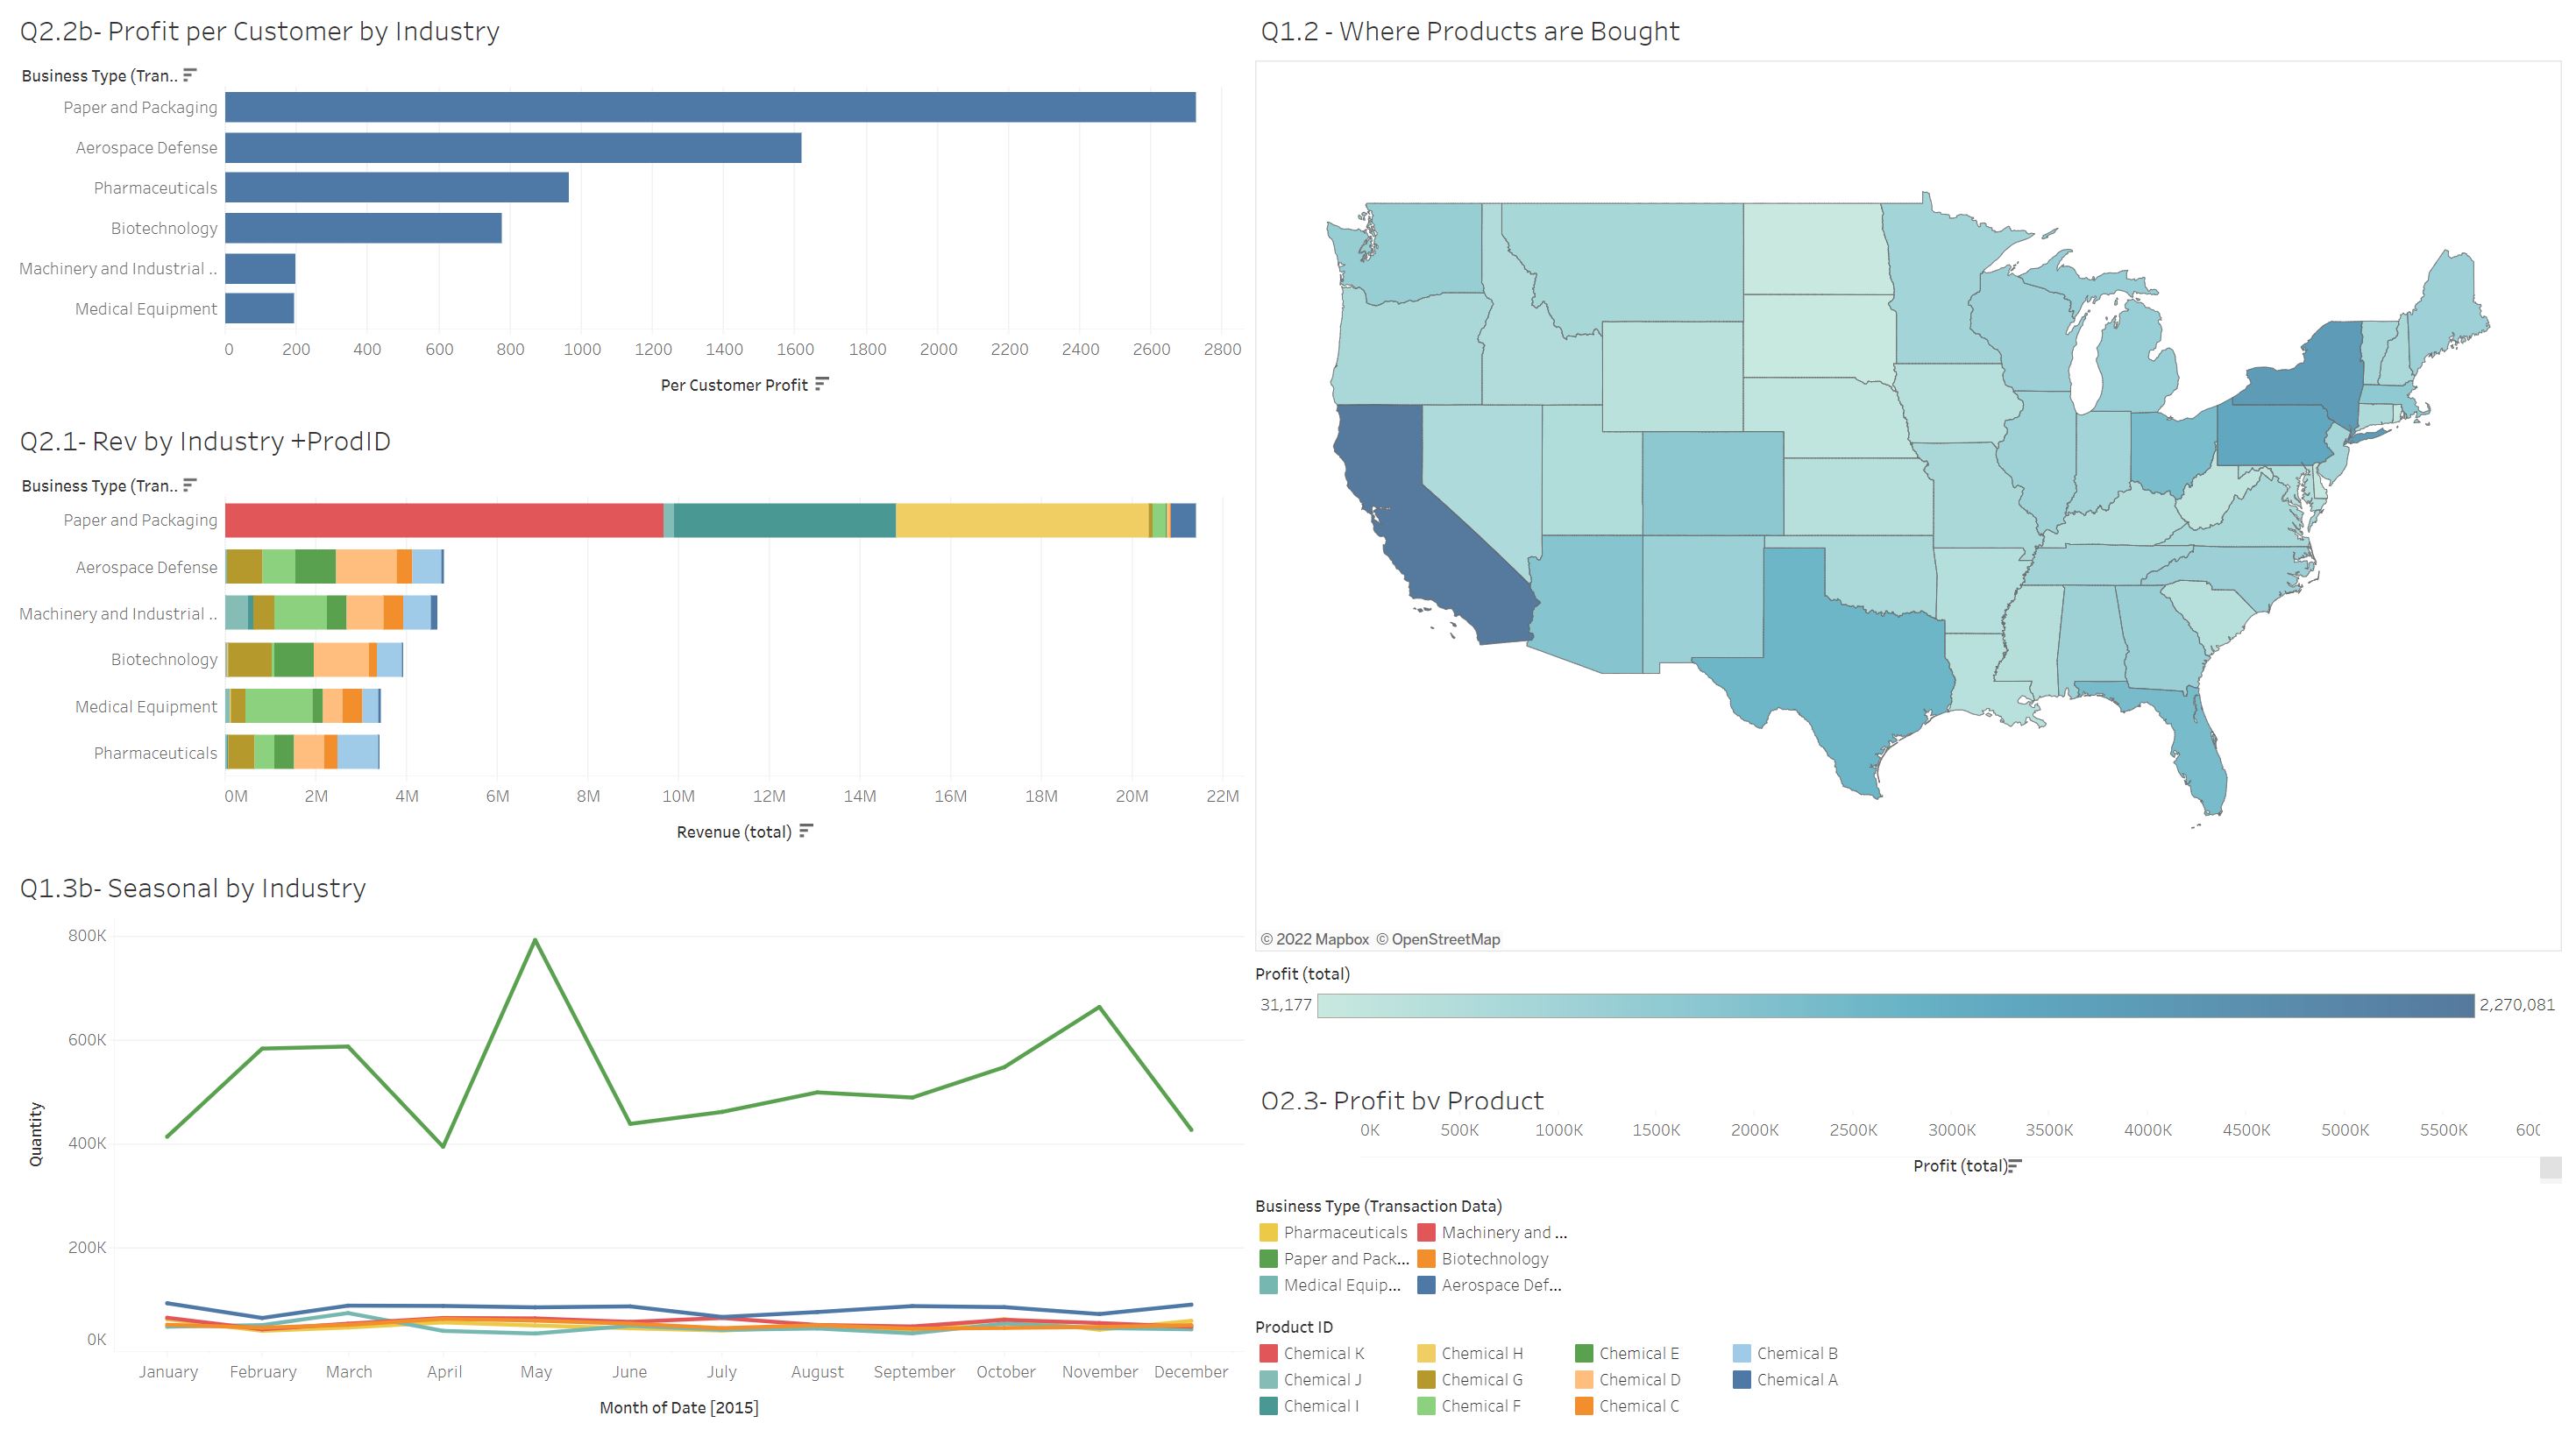 Q2.2b- Profit per Customer by Industry
Business Type (Tran..
Paper and Packaging
Aerospace Defense
Pharmaceuticals
Biotechnology
Machinery and Industrial ..
Medical Equipment
0 200 400 600 800 1000 1200 1400 1600 1800 2000 2200 2400 2600 2800
Per Customer Profit
Q2.1- Rev by Industry +ProdID
Business Type (Tran..
Paper and Packaging
Aerospace Defense
Machinery and Industrial ..
Biotechnology
Medical Equipment
Pharmaceuticals
0M 2M 4M 6M 8M 10M 12M 14M 16M 18M 20M 22M
Revenue (total)
Q1.3b- Seasonal by Industry
800K
600K
400K
200K
0K
Quantity
January February March April May June July August September October November December
Month of Date [2015]
Q1.2 - Where Products are Bought
© 2022 Mapbox © OpenStreetMap
Profit (total)
31,177 2,270,081
Q2.3- Profit by Product
0K 500K 1000K 1500K 2000K 2500K 3000K 3500K 4000K 4500K 5000K 5500K
Profit (total)
Business Type (Transaction Data)
Pharmaceuticals Machinery and ...
Paper and Pack... Biotechnology
Medical Equip... Aerospace Def...
Product ID
Chemical K Chemical H Chemical E Chemical B
Chemical J Chemical G Chemical D Chemical A
Chemical I Chemical F Chemical C